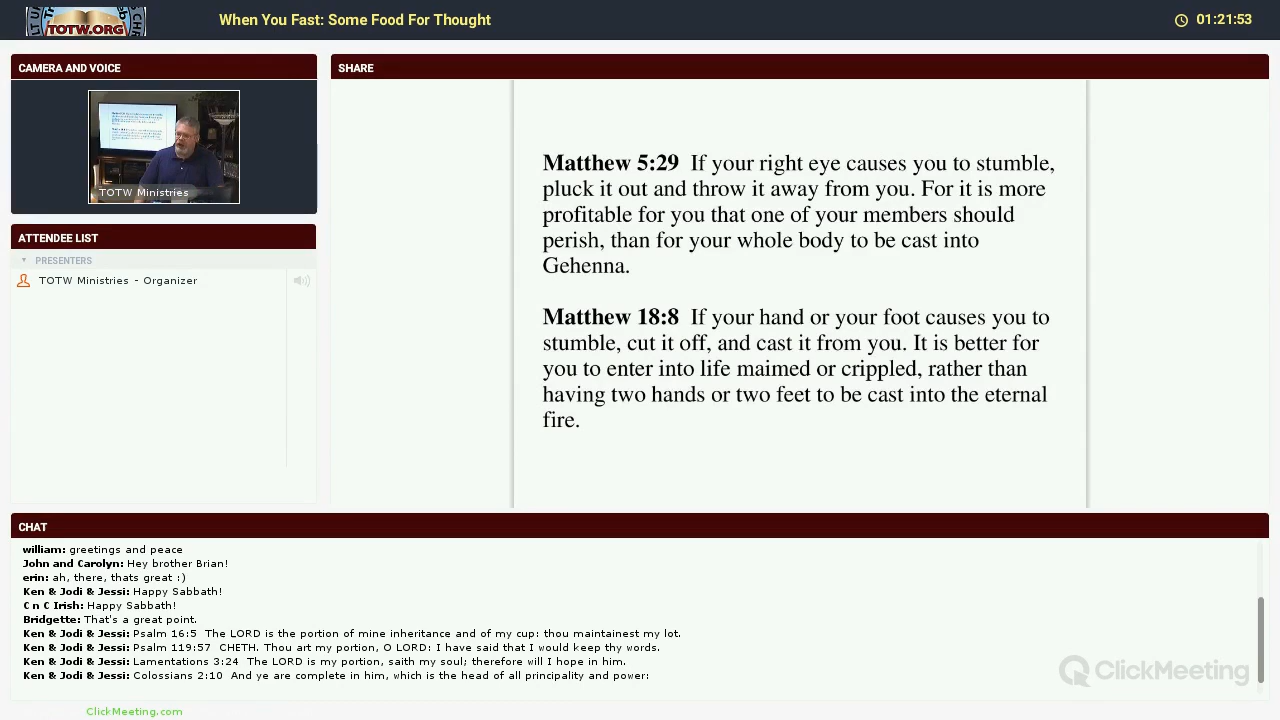 TOTW.ORG
When You Fast: Some Food For Thought
01:21:53
CAMERA AND VOICE
TOTW Ministries
ATTENDEE LIST
PRESENTERS
TOTW Ministries - Organizer
SHARE
Matthew 5:29 If your right eye causes you to stumble,
pluck it out and throw it away from you. For it is more
profitable for you that one of your members should
perish, than for your whole body to be cast into
Gehenna.
Matthew 18:8 If your hand or your foot causes you to
stumble, cut it off, and cast it from you. It is better for
you to enter into life maimed or crippled, rather than
having two hands or two feet to be cast into the eternal
fire.
CHAT
william: greetings and peace
John and Carolyn: Hey brother Brian!
erin: ah, there, thats great :)
Ken & Jodi & Jessi: Happy Sabbath!
C n C Irish: Happy Sabbath!
Bridgette: That's a great point.
Ken & Jodi & Jessi: Psalm 16:5 The LORD is the portion of mine inheritance and of my cup: thou maintainest my lot.
Ken & Jodi & Jessi: Psalm 119:57 CHETH. Thou art my portion, O LORD: I have said that I would keep thy words.
Ken & Jodi & Jessi: Lamentations 3:24 The LORD is my portion, saith my soul; therefore will I hope in him.
Ken & Jodi & Jessi: Colossians 2:10 And ye are complete in him, which is the head of all principality and power:
ClickMeeting
ClickMeeting.com